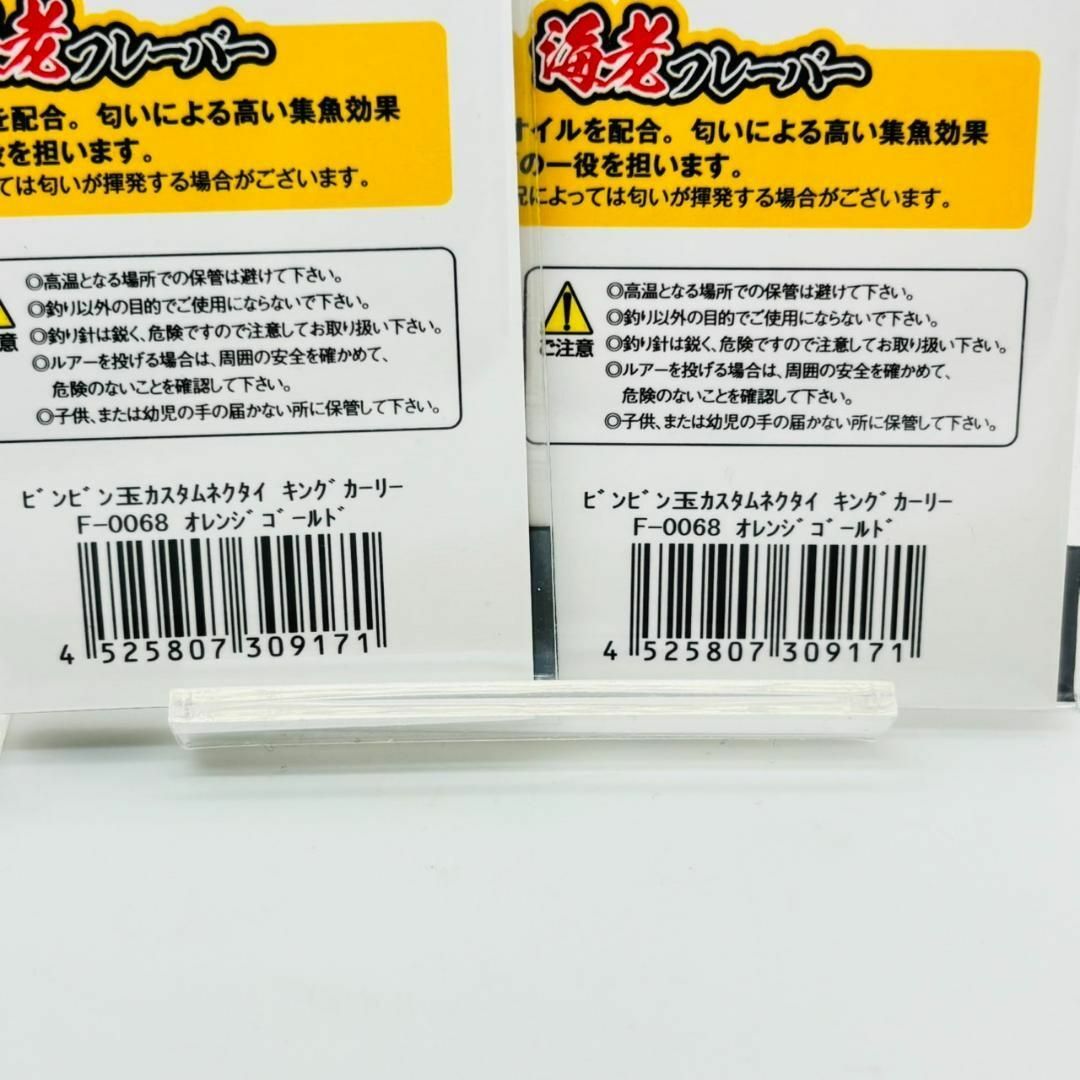 老フレーバー
を配合。匂いによる高い集魚効果
役を担います。
ては匂いが揮発する場合がございます。
◎高温となる場所での保管は避けて下さい。
◎釣り以外の目的でご使用にならないで下さい。
◎釣り針は鋭く、危険ですので注意してお取り扱い下さい。
◎ルアーを投げる場合は、周囲の安全を確かめて、
危険のないことを確認して下さい。
◎子供、または幼児の手の届かない所に保管して下さい。
意
ﾋﾞﾝﾋﾞﾝ玉ｶｽﾀﾑﾈｸﾀｲ ｷﾝｸﾞｶｰﾘｰ
F-0068 ｵﾚﾝｼﾞｺﾞｰﾙﾄﾞ
4 525807 309171
海老フレーバー
オイルを配合。匂いによる高い集魚効果
の一役を担います。
況によっては匂いが揮発する場合がございます。
ご注意
◎高温となる場所での保管は避けて下さい。
◎釣り以外の目的でご使用にならないで下さい。
◎釣り針は鋭く、危険ですので注意してお取り扱い下さい。
◎ルアーを投げる場合は、周囲の安全を確かめて、
危険のないことを確認して下さい。
◎子供、または幼児の手の届かない所に保管して下さい。
ﾋﾞﾝﾋﾞﾝ玉ｶｽﾀﾑﾈｸﾀｲ ｷﾝｸﾞｶｰﾘｰ
F-0068 ｵﾚﾝｼﾞｺﾞｰﾙﾄﾞ
4 525807 309171